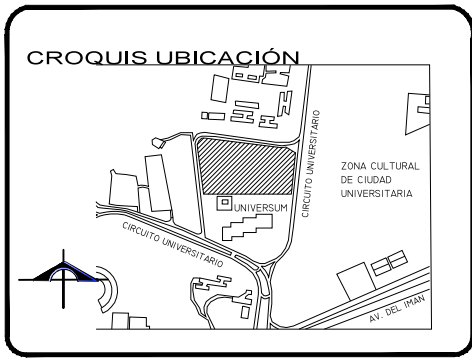 CROQUIS UBICACIÓN
CIRCUITO UNIVERSITARIO
ZONA CULTURAL
DE CIUDAD
UNIVERSITARIA
UNIVERSUM
CIRCUITO UNIVERSITARIO
AV. DEL IMAN